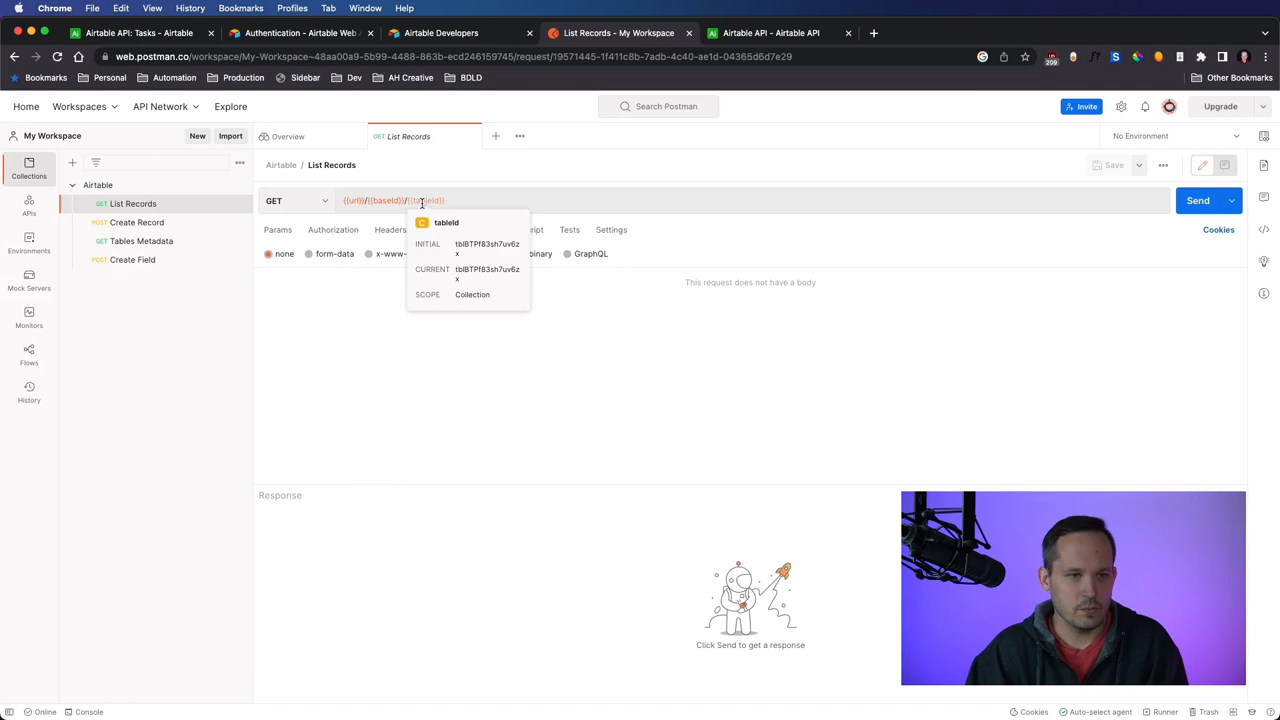 Chrome File Edit View History Bookmarks Profiles Tab Window Help
Airtable API: Tasks - Airtable
Authentication - Airtable Web
Airtable Developers
List Records - My Workspace
Airtable API - Airtable API
web.postman.co/workspace/My-Workspace~48aa00a9-5b99-4488-863b-ecd246159745/request/19571445-1f411c8b-7adb-4c40-ae1d-04365d6d7e29
209
Bookmarks Personal Automation Production Sidebar Dev AH Creative BDLD Other Bookmarks
Home Workspaces API Network Explore Search Postman Invite Upgrade
My Workspace New Import Overview GET List Records No Environment
Collections
APIs
Environments
Mock Servers
Monitors
Flows
History
Airtable
GET List Records
POST Create Record
GET Tables Metadata
POST Create Field
Airtable / List Records Save
GET {{url}}/{{baseId}}/{{tableId}} Send
Params Authorization Headers ript Tests Settings Cookies
none form-data x-www- binary GraphQL
C tableId
INITIAL tblBTPf83sh7uv6z
x
CURRENT tblBTPf83sh7uv6z
x
SCOPE Collection
This request does not have a body
Response
Click Send to get a response
Online Console Cookies Auto-select agent Runner Trash